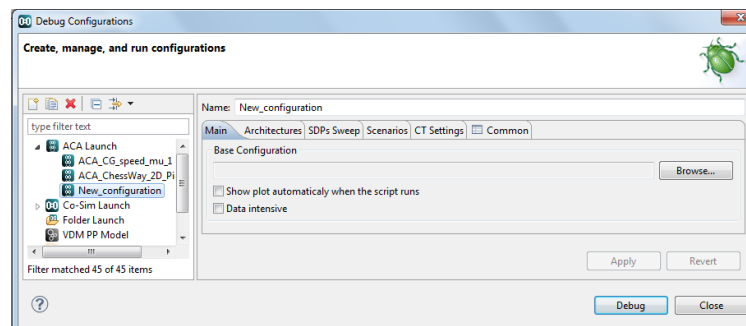 Debug Configurations
Create, manage, and run configurations
type filter text
ACA Launch
ACA_CG_speed_mu_1
ACA_ChessWay_2D_Pi
New_configuration
Co-Sim Launch
Folder Launch
VDM PP Model
Filter matched 45 of 45 items
Name: New_configuration
Main Architectures SDPs Sweep Scenarios CT Settings Common
Base Configuration
Browse...
Show plot automaticaly when the script runs
Data intensive
Apply Revert
Debug Close